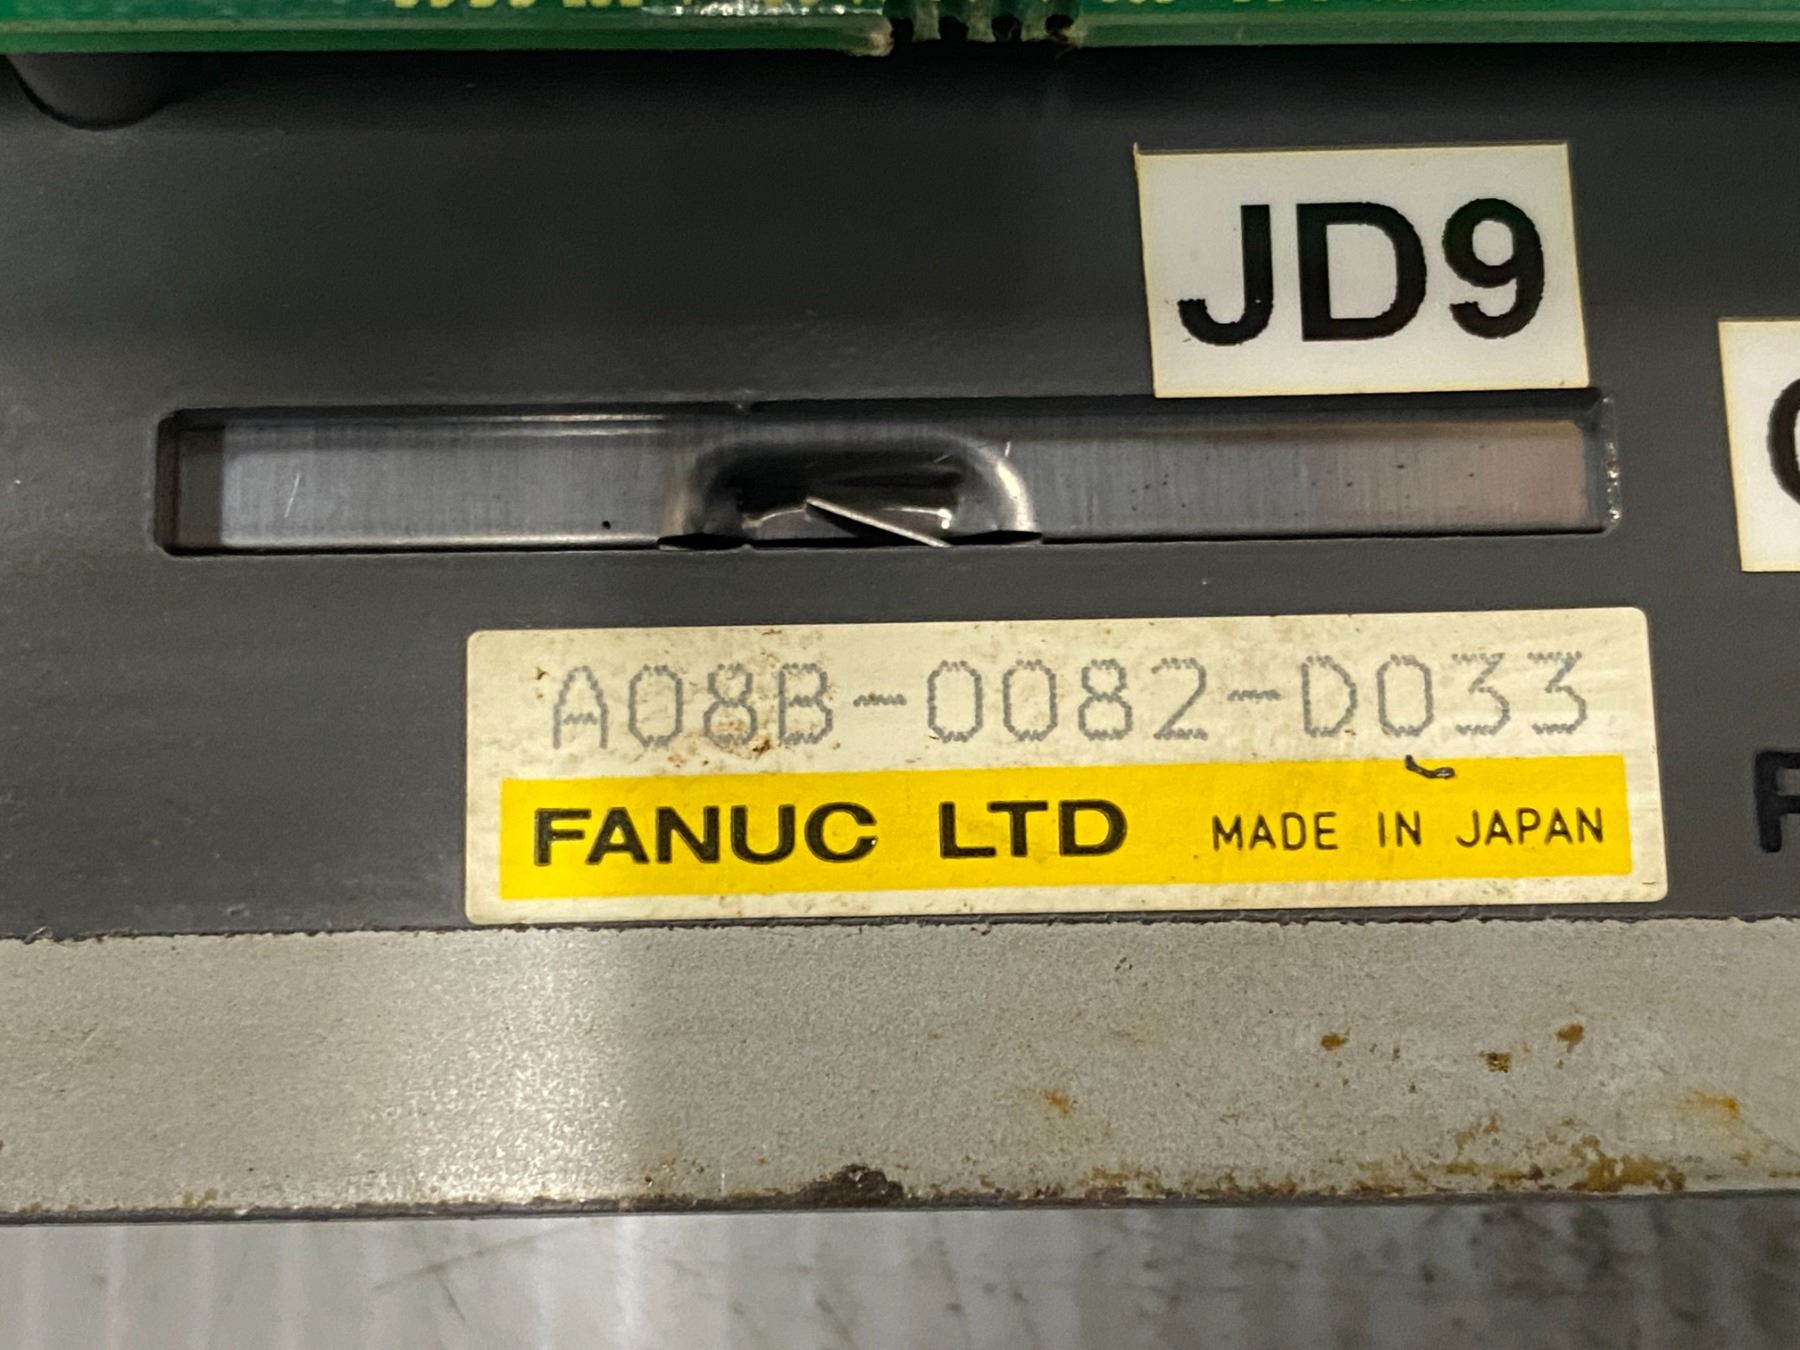 JD9
A08B-0082-D033
FANUC LTD MADE IN JAPAN